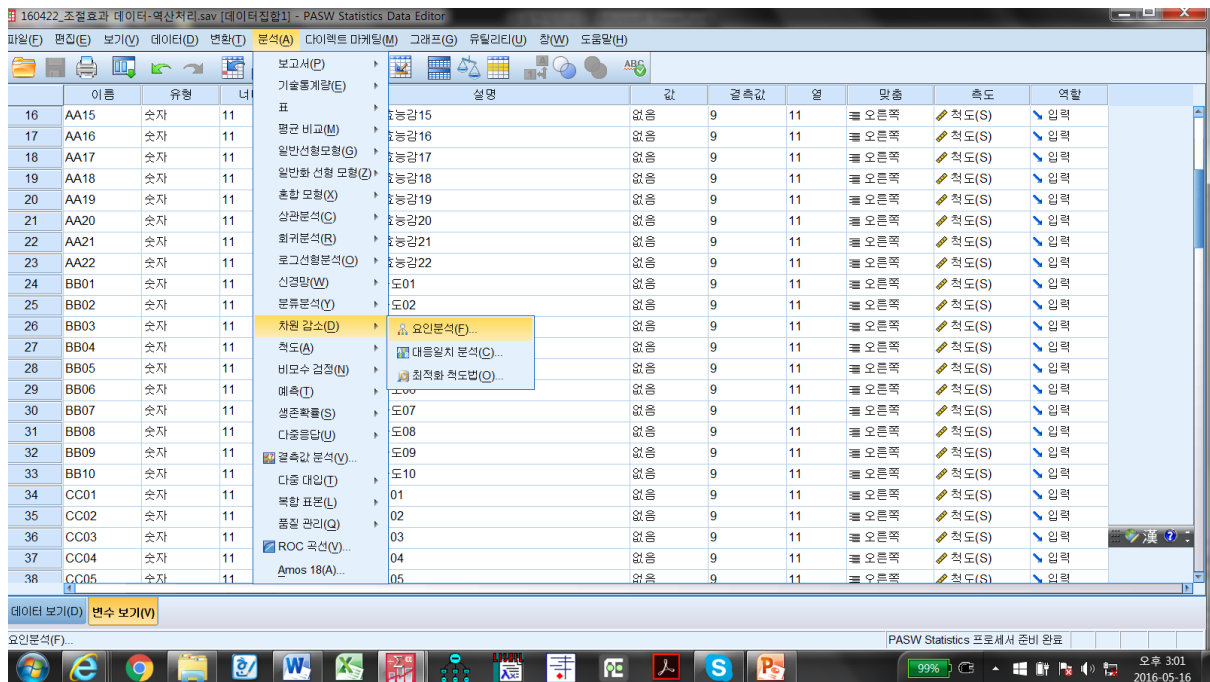 160422_조절효과 데이터-역산처리.sav [데이터집합1] - PASW Statistics Data Editor
파일(F) 편집(E) 보기(V) 데이터(D) 변환(T) 분석(A) 다이렉트 마케팅(M) 그래프(G) 유틸리티(U) 창(W) 도움말(H)
보고서(P)
기술통계량(E)
표
평균 비교(M)
일반선형모형(G)
일반화 선형 모형(Z)
혼합 모형(X)
상관분석(C)
회귀분석(R)
로그선형분석(O)
신경망(W)
분류분석(Y)
차원 감소(D)
척도(A)
비모수 검정(N)
예측(T)
생존확률(S)
다중응답(U)
결측값 분석(V)...
다중 대입(T)
복합 표본(L)
품질 관리(Q)
ROC 곡선(V)...
Amos 18(A)...
요인분석(F)...
대응일치 분석(C)...
최적화 척도법(O)...
이름 유형 너 설명 값 결측값 열 맞춤 측도 역할
16 AA15 숫자 11 효능감15 없음 9 11 오른쪽 척도(S) 입력
17 AA16 숫자 11 효능감16 없음 9 11 오른쪽 척도(S) 입력
18 AA17 숫자 11 효능감17 없음 9 11 오른쪽 척도(S) 입력
19 AA18 숫자 11 효능감18 없음 9 11 오른쪽 척도(S) 입력
20 AA19 숫자 11 효능감19 없음 9 11 오른쪽 척도(S) 입력
21 AA20 숫자 11 효능감20 없음 9 11 오른쪽 척도(S) 입력
22 AA21 숫자 11 효능감21 없음 9 11 오른쪽 척도(S) 입력
23 AA22 숫자 11 효능감22 없음 9 11 오른쪽 척도(S) 입력
24 BB01 숫자 11 도01 없음 9 11 오른쪽 척도(S) 입력
25 BB02 숫자 11 도02 없음 9 11 오른쪽 척도(S) 입력
26 BB03 숫자 11 없음 9 11 오른쪽 척도(S) 입력
27 BB04 숫자 11 없음 9 11 오른쪽 척도(S) 입력
28 BB05 숫자 11 없음 9 11 오른쪽 척도(S) 입력
29 BB06 숫자 11 없음 9 11 오른쪽 척도(S) 입력
30 BB07 숫자 11 도07 없음 9 11 오른쪽 척도(S) 입력
31 BB08 숫자 11 도08 없음 9 11 오른쪽 척도(S) 입력
32 BB09 숫자 11 도09 없음 9 11 오른쪽 척도(S) 입력
33 BB10 숫자 11 도10 없음 9 11 오른쪽 척도(S) 입력
34 CC01 숫자 11 01 없음 9 11 오른쪽 척도(S) 입력
35 CC02 숫자 11 02 없음 9 11 오른쪽 척도(S) 입력
36 CC03 숫자 11 03 없음 9 11 오른쪽 척도(S) 입력
37 CC04 숫자 11 04 없음 9 11 오른쪽 척도(S) 입력
38 CC05 숫자 11 05 없음 9 11 오른쪽 척도(S) 입력
漢
데이터 보기(D) 변수 보기(V)
요인분석(F)... PASW Statistics 프로세서 준비 완료
99% 오후 3:01
2016-05-16